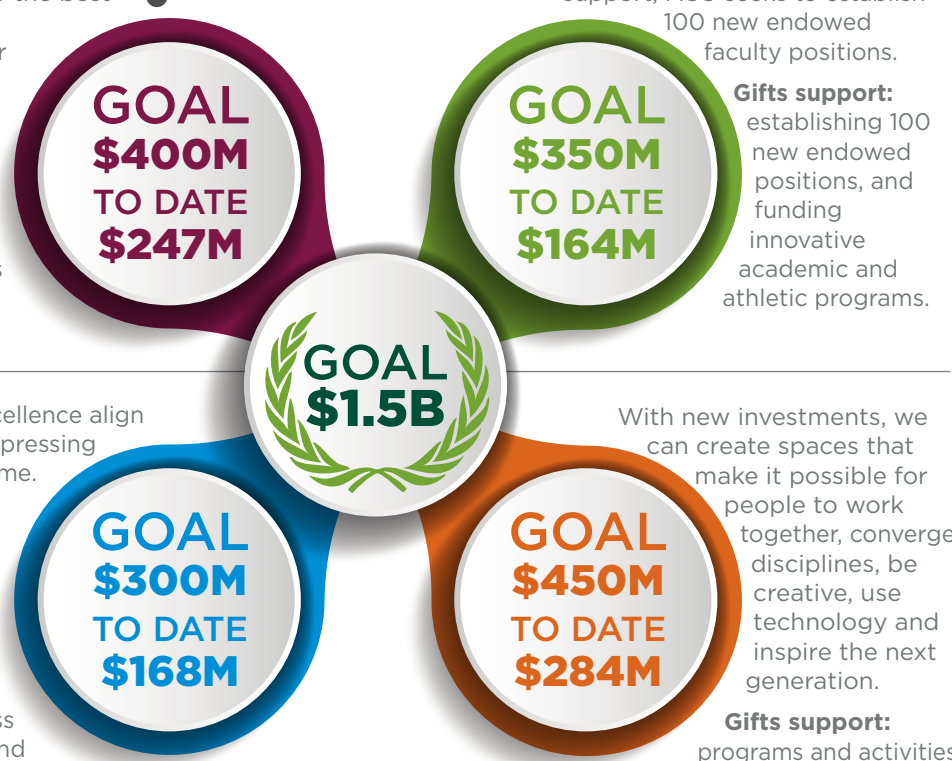 the best
100 new endowed
faculty positions.
GOAL
$400M
TO DATE
$247M
GOAL
$350M
TO DATE
$164M
Gifts support:
establishing 100
new endowed
positions, and
funding
innovative
academic and
athletic programs.
GOAL
$1.5B
align
pressing
With new investments, we
can create spaces that
make it possible for
people to work
together, converge
disciplines, be
creative, use
technology and
inspire the next
generation.
GOAL
$300M
TO DATE
$168M
GOAL
$450M
TO DATE
$284M
Gifts support:
programs and activities